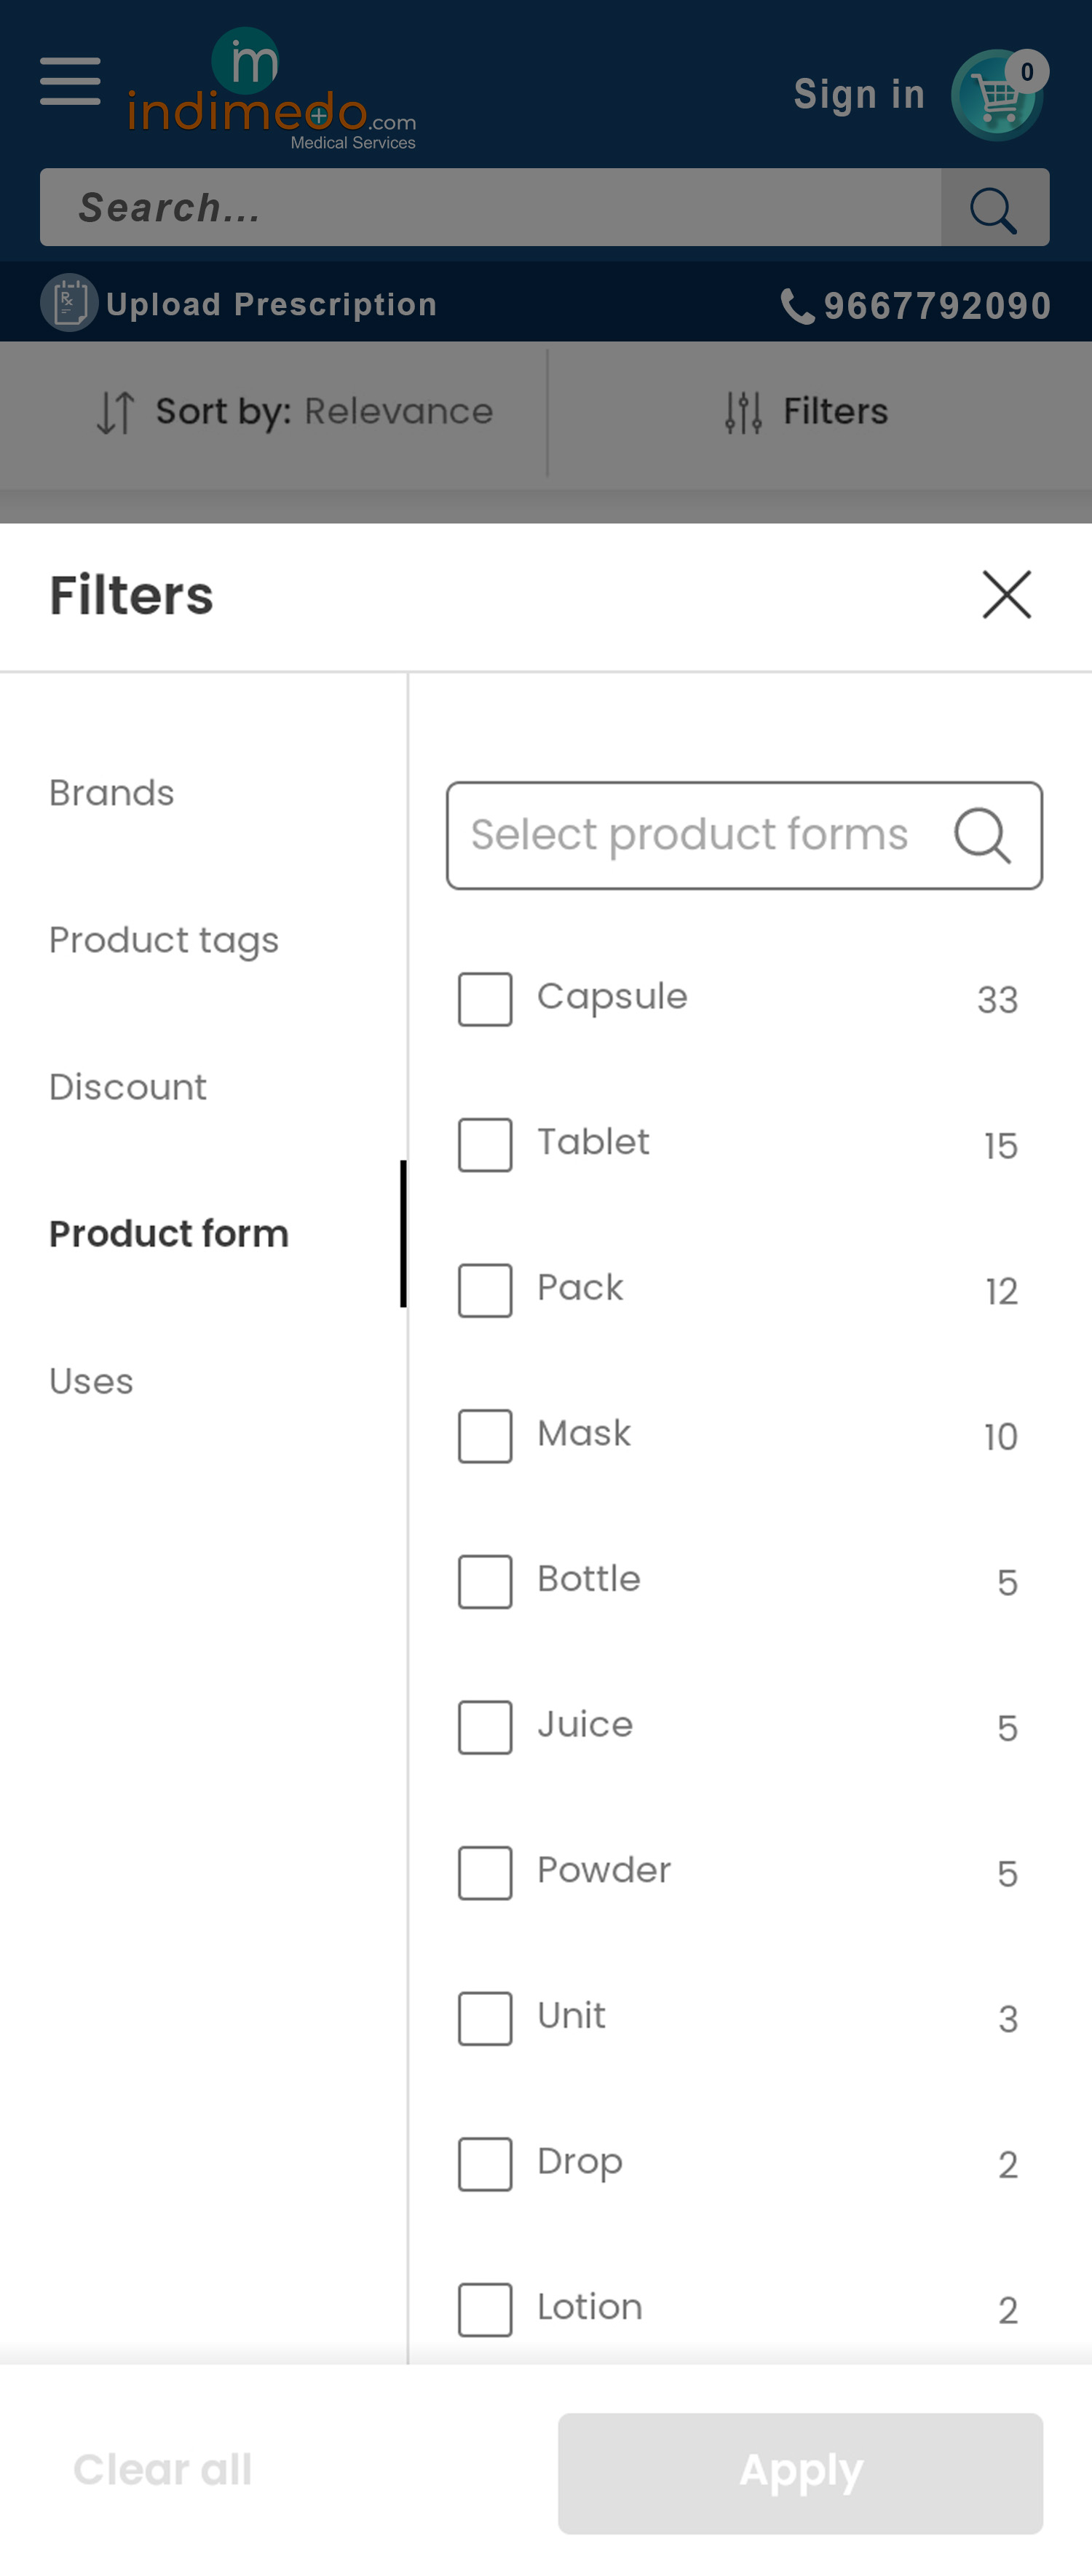 im
indimedo.com
Medical Services
Sign in
0
Search...
Rx
Upload Prescription
9667792090
Sort by: Relevance
Filters
Filters
Brands
Product tags
Discount
Product form
Uses
Select product forms
Capsule 33
Tablet 15
Pack 12
Mask 10
Bottle 5
Juice 5
Powder 5
Unit 3
Drop 2
Lotion 2
Clear all
Apply